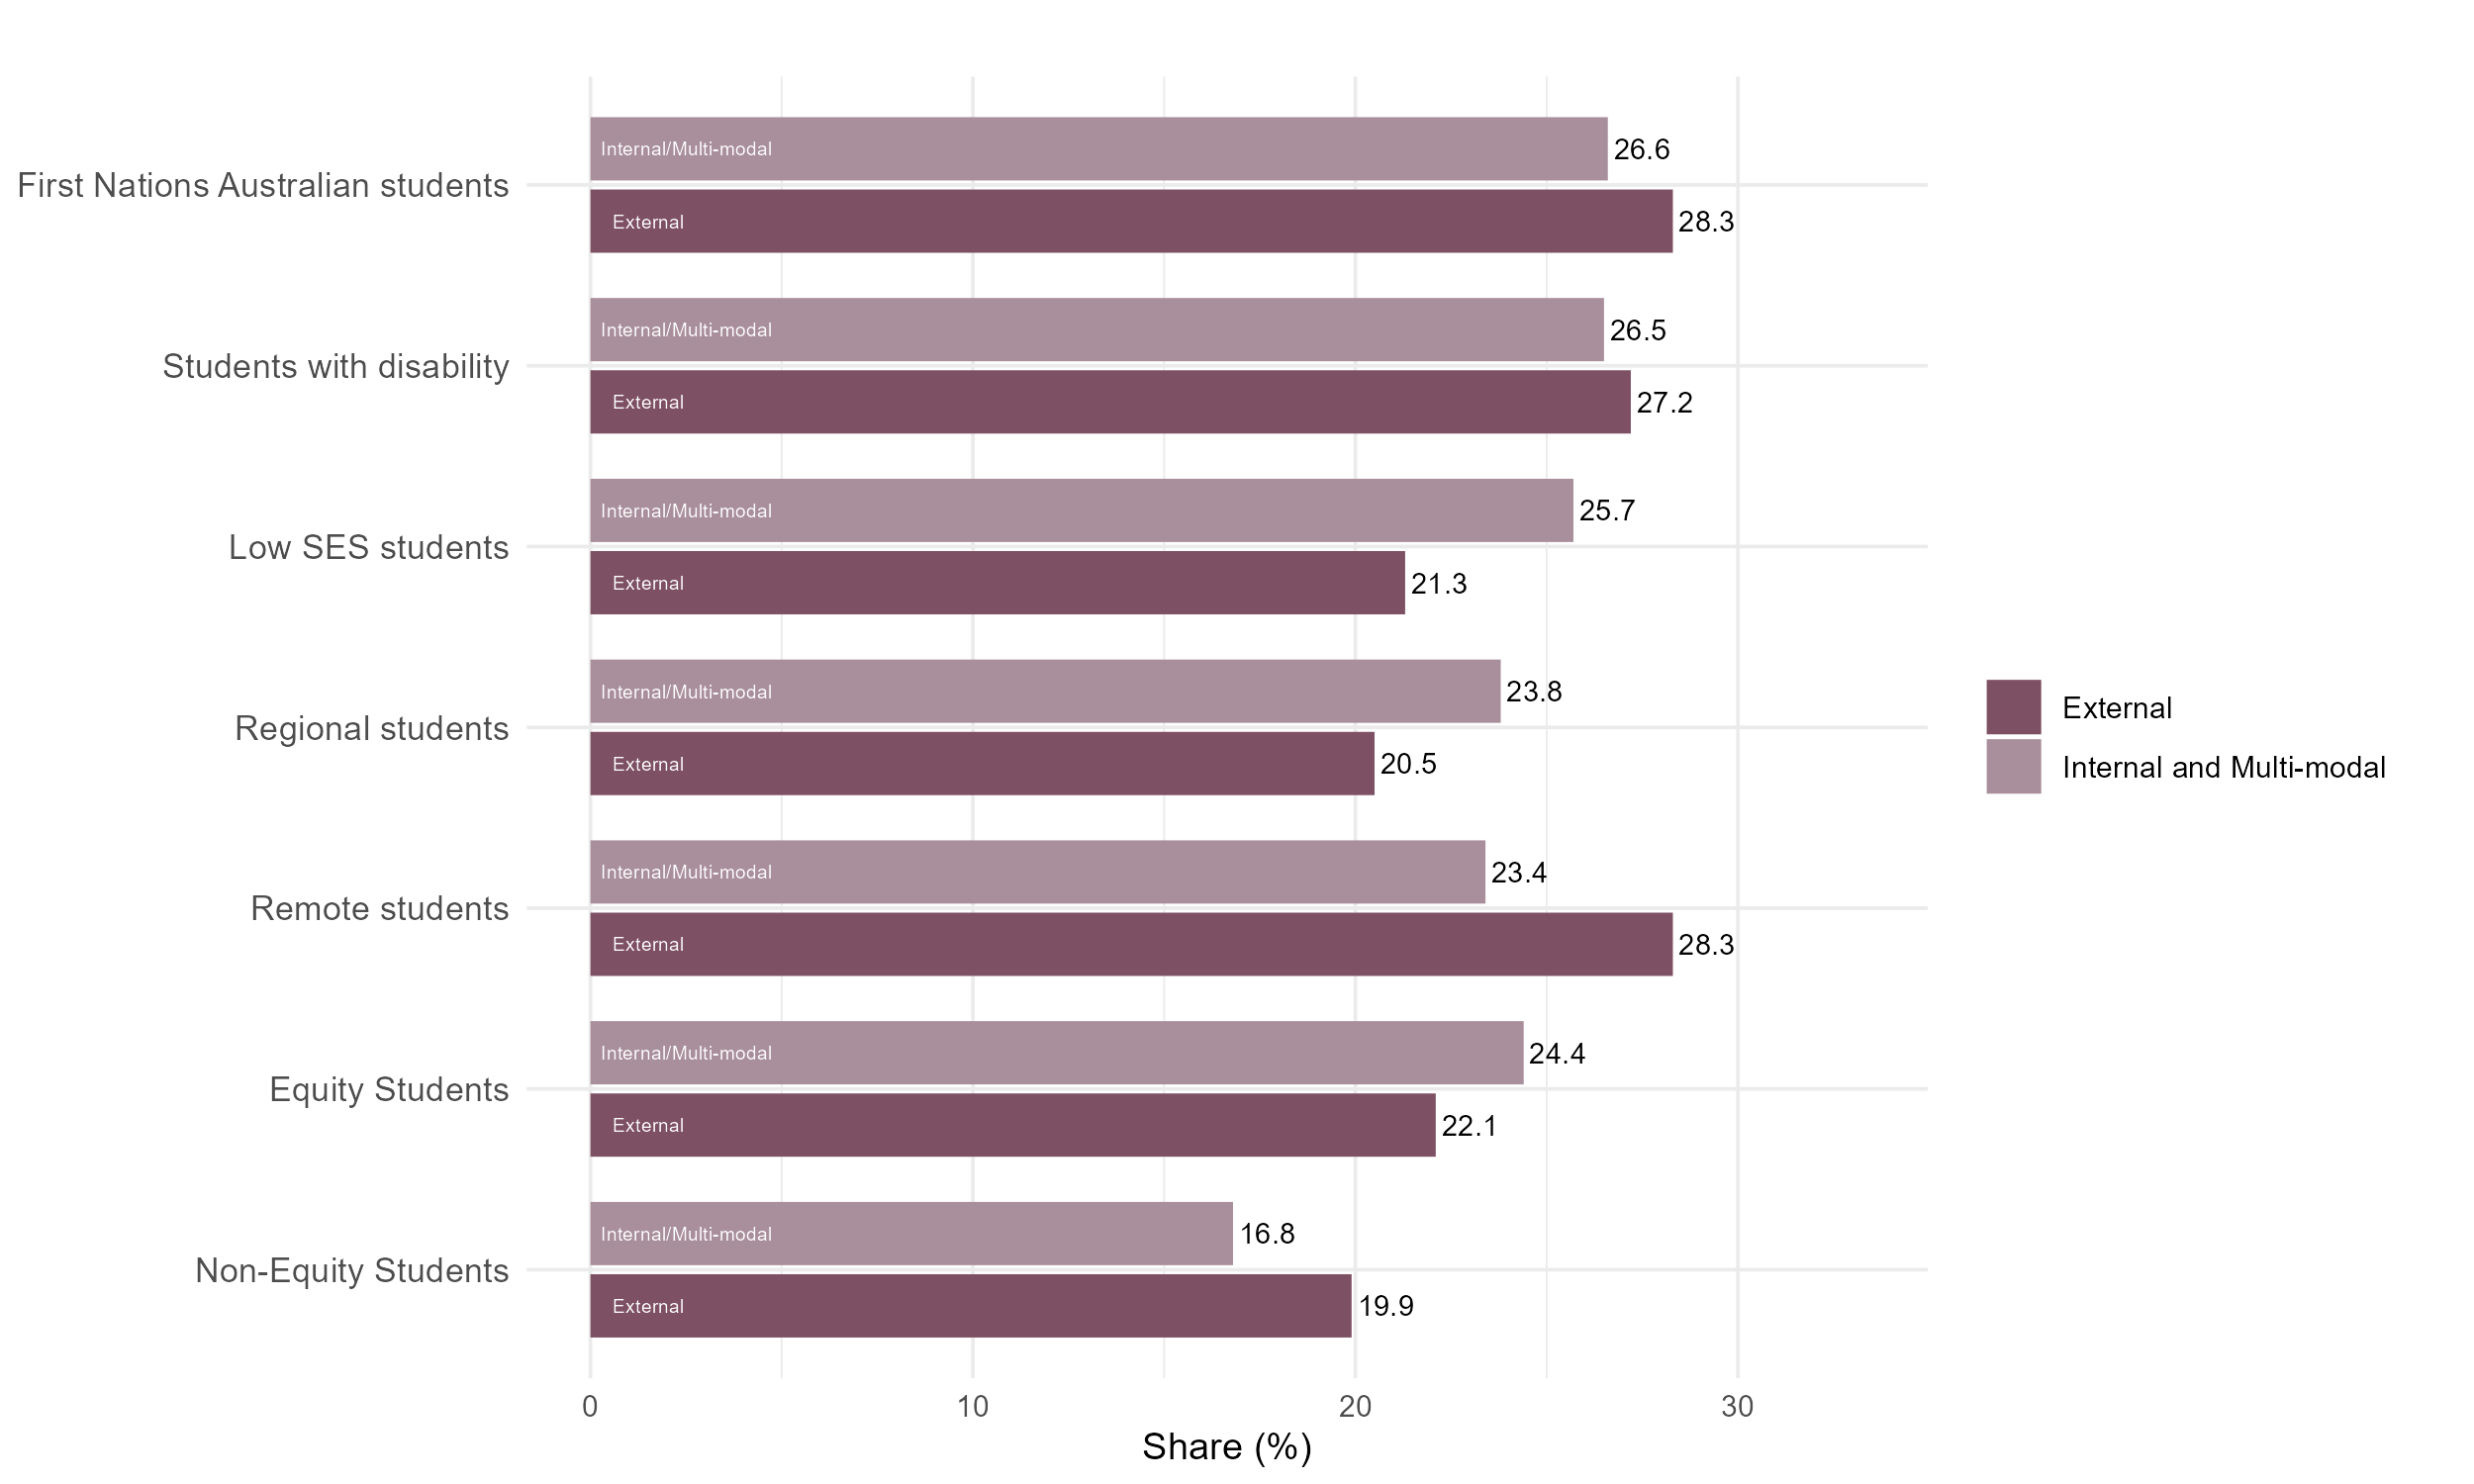 Internal/Multi-modal 26.6
First Nations Australian students
External 28.3
Internal/Multi-modal 26.5
Students with disability
External 27.2
Internal/Multi-modal 25.7
Low SES students
External 21.3
Internal/Multi-modal 23.8
Regional students
External 20.5
Internal/Multi-modal 23.4
Remote students
External 28.3
Internal/Multi-modal 24.4
Equity Students
External 22.1
Internal/Multi-modal 16.8
Non-Equity Students
External 19.9
0 10 20 30
Share (%)
External
Internal and Multi-modal